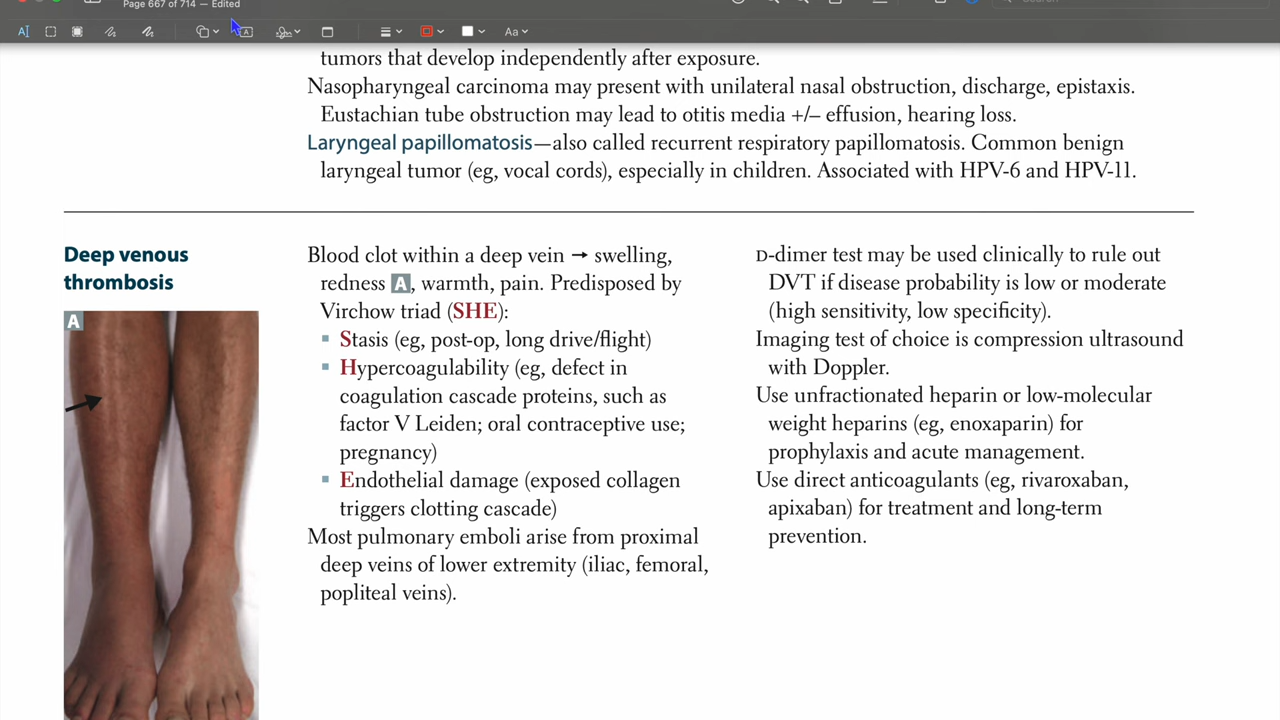 Page 667 of 714 — Edited
Search
A
A
Aa
tumors that develop independently after exposure.
Nasopharyngeal carcinoma may present with unilateral nasal obstruction, discharge, epistaxis.
Eustachian tube obstruction may lead to otitis media +/– effusion, hearing loss.
Laryngeal papillomatosis—also called recurrent respiratory papillomatosis. Common benign
laryngeal tumor (eg, vocal cords), especially in children. Associated with HPV-6 and HPV-11.
Deep venous
thrombosis
A
Blood clot within a deep vein → swelling,
redness A, warmth, pain. Predisposed by
Virchow triad (SHE):
▪ Stasis (eg, post-op, long drive/flight)
▪ Hypercoagulability (eg, defect in
coagulation cascade proteins, such as
factor V Leiden; oral contraceptive use;
pregnancy)
▪ Endothelial damage (exposed collagen
triggers clotting cascade)
Most pulmonary emboli arise from proximal
deep veins of lower extremity (iliac, femoral,
popliteal veins).
D-dimer test may be used clinically to rule out
DVT if disease probability is low or moderate
(high sensitivity, low specificity).
Imaging test of choice is compression ultrasound
with Doppler.
Use unfractionated heparin or low-molecular
weight heparins (eg, enoxaparin) for
prophylaxis and acute management.
Use direct anticoagulants (eg, rivaroxaban,
apixaban) for treatment and long-term
prevention.